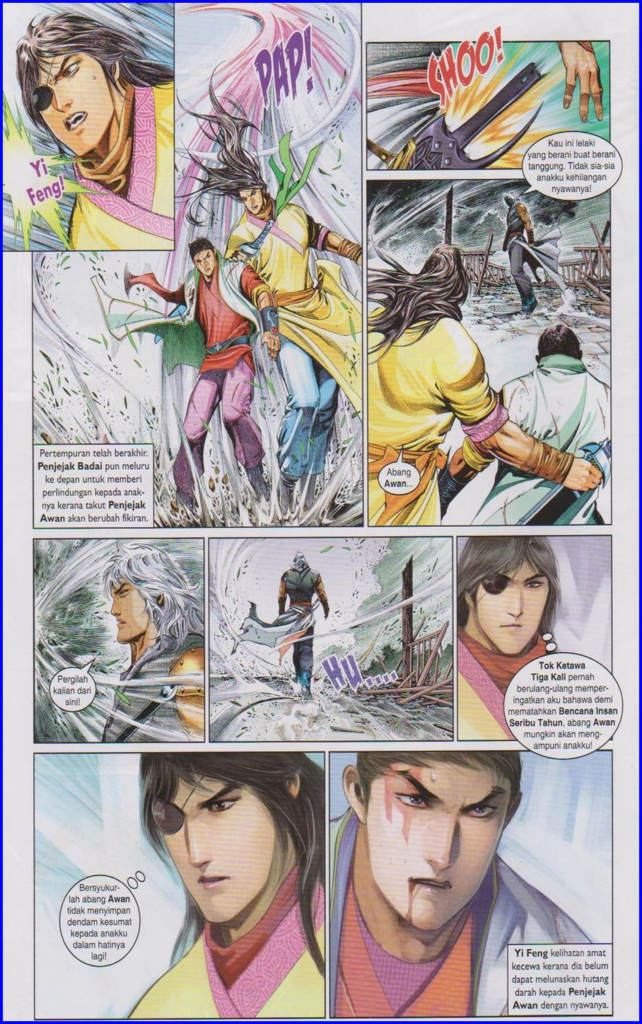 Yi
Feng!
PAP!
Pertempuran telah berakhir.
Penjejak Badai pun meluru
ke depan untuk memberi
perlindungan kepada anak-
nya kerana takut Penjejak
Awan akan berubah fikiran.
SHOO!
Kau ini lelaki
yang berani buat berani
tanggung. Tidak sia-sia
anakku kehilangan
nyawanya!
Abang
Awan...
Pergilah
kalian dari
sini!
HU....
Tok Ketawa
Tiga Kali pernah
berulang-ulang memper-
ingatkan aku bahawa demi
mematahkan Bencana Insan
Seribu Tahun, abang Awan
mungkin akan meng-
ampuni anakku!
Bersyukur-
lah abang Awan
tidak menyimpan
dendam kesumat
kepada anakku
dalam hatinya
lagi!
Yi Feng kelihatan amat
kecewa kerana dia belum
dapat melunaskan hutang
darah kepada Penjejak
Awan dengan nyawanya.